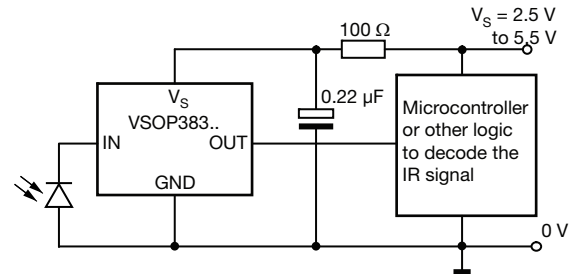 V_S = 2.5 V
to 5.5 V
100 Ω
0.22 µF
V_S
VSOP383..
IN
OUT
GND
Microcontroller
or other logic
to decode the
IR signal
0 V